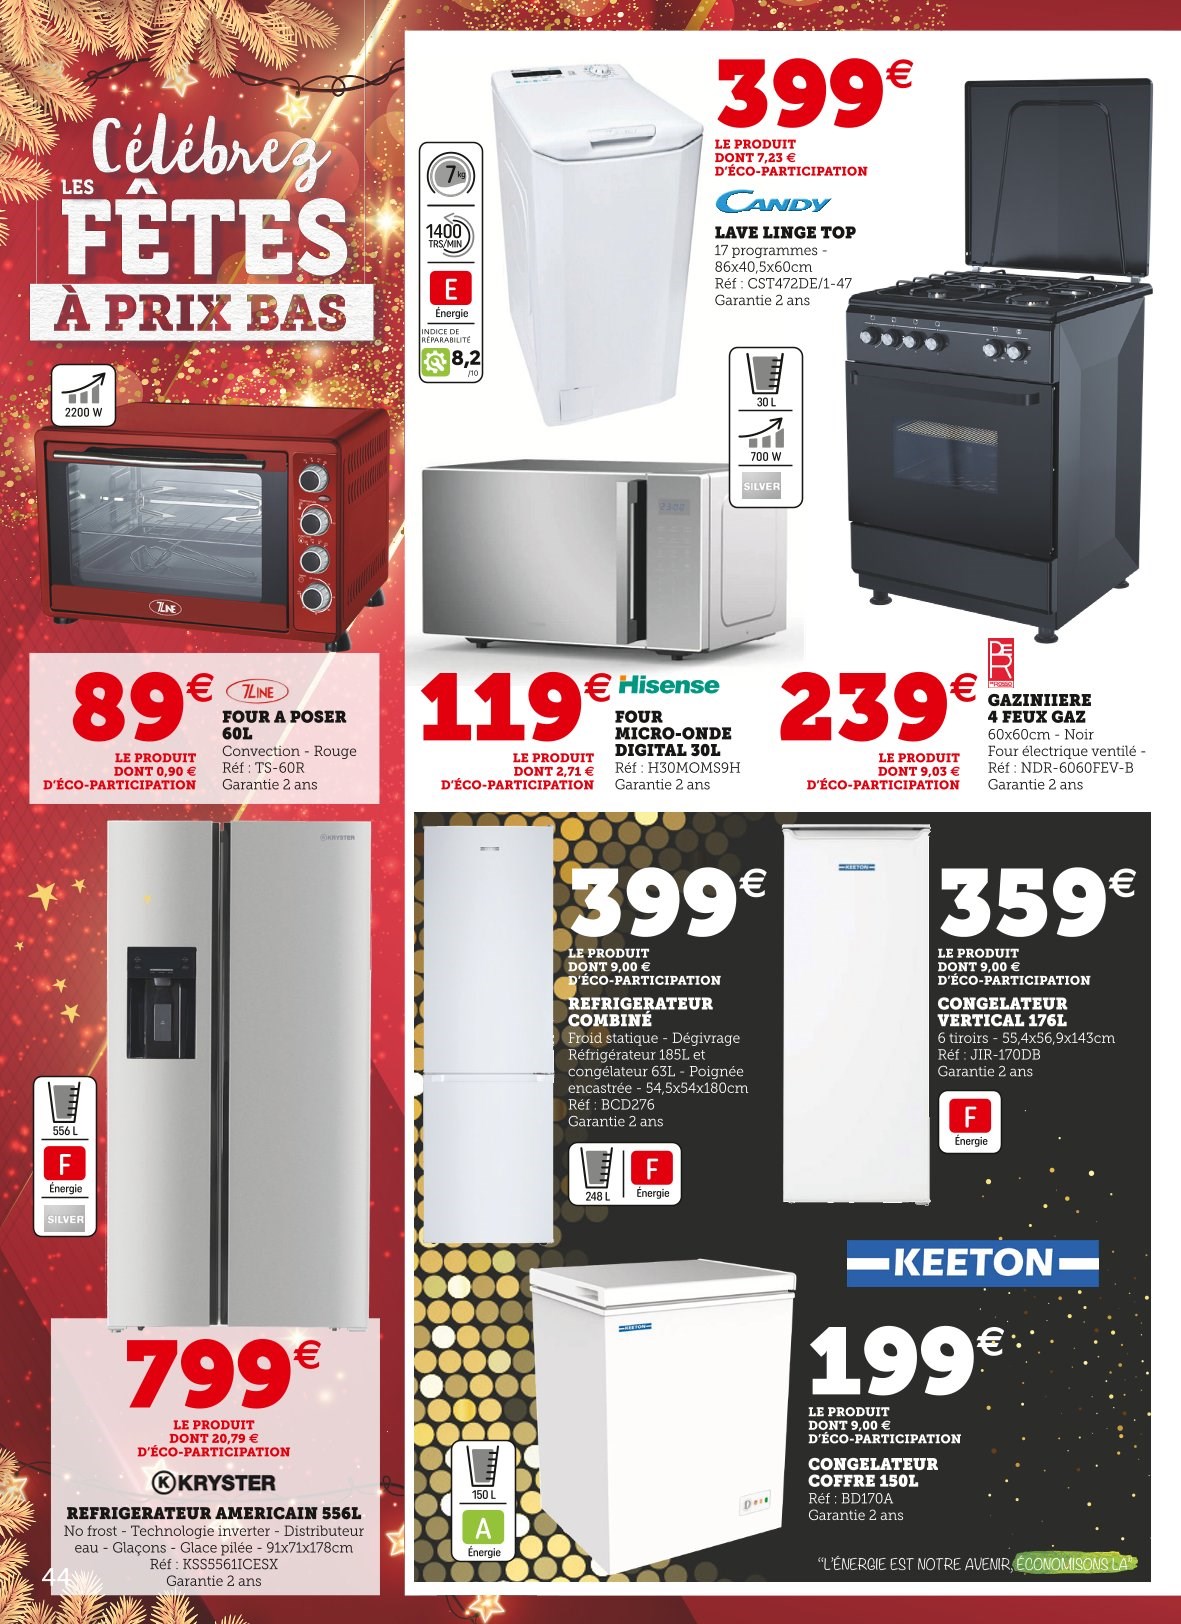 Célébrez
LES
FÊTES
À PRIX BAS
2200 W
7LINE
89€
LE PRODUIT
DONT 0,90 €
D'ÉCO-PARTICIPATION
7LINE
FOUR A POSER
60L
Convection - Rouge
Réf : TS-60R
Garantie 2 ans
7kg
1400
TRS/MIN
E
Énergie
INDICE DE
RÉPARABILITÉ
8,2
/10
399€
LE PRODUIT
DONT 7,23 €
D'ÉCO-PARTICIPATION
CANDY
LAVE LINGE TOP
17 programmes -
86x40,5x60cm
Réf : CST472DE/1-47
Garantie 2 ans
30 L
700 W
SILVER
119€
LE PRODUIT
DONT 2,71 €
D'ÉCO-PARTICIPATION
Hisense
FOUR
MICRO-ONDE
DIGITAL 30L
Réf : H30MOMS9H
Garantie 2 ans
239€
LE PRODUIT
DONT 9,03 €
D'ÉCO-PARTICIPATION
DER
GAZINIIERE
4 FEUX GAZ
60x60cm - Noir
Four électrique ventilé -
Réf : NDR-6060FEV-B
Garantie 2 ans
KRYSTER
556 L
F
Énergie
SILVER
799€
LE PRODUIT
DONT 20,79 €
D'ÉCO-PARTICIPATION
KRYSTER
REFRIGERATEUR AMERICAIN 556L
No frost - Technologie inverter - Distributeur
eau - Glaçons - Glace pilée - 91x71x178cm
Réf : KSS5561ICESX
Garantie 2 ans
44
399€
LE PRODUIT
DONT 9,00 €
D'ÉCO-PARTICIPATION
REFRIGERATEUR
COMBINÉ
Froid statique - Dégivrage
Réfrigérateur 185L et
congélateur 63L - Poignée
encastrée - 54,5x54x180cm
Réf : BCD276
Garantie 2 ans
248 L
F
Énergie
KEETON
359€
LE PRODUIT
DONT 9,00 €
D'ÉCO-PARTICIPATION
CONGELATEUR
VERTICAL 176L
6 tiroirs - 55,4x56,9x143cm
Réf : JIR-170DB
Garantie 2 ans
F
Énergie
KEETON
KEETON
199€
LE PRODUIT
DONT 9,00 €
D'ÉCO-PARTICIPATION
CONGELATEUR
COFFRE 150L
Réf : BD170A
Garantie 2 ans
150 L
A
Énergie
“L'ÉNERGIE EST NOTRE AVENIR, ÉCONOMISONS LA”